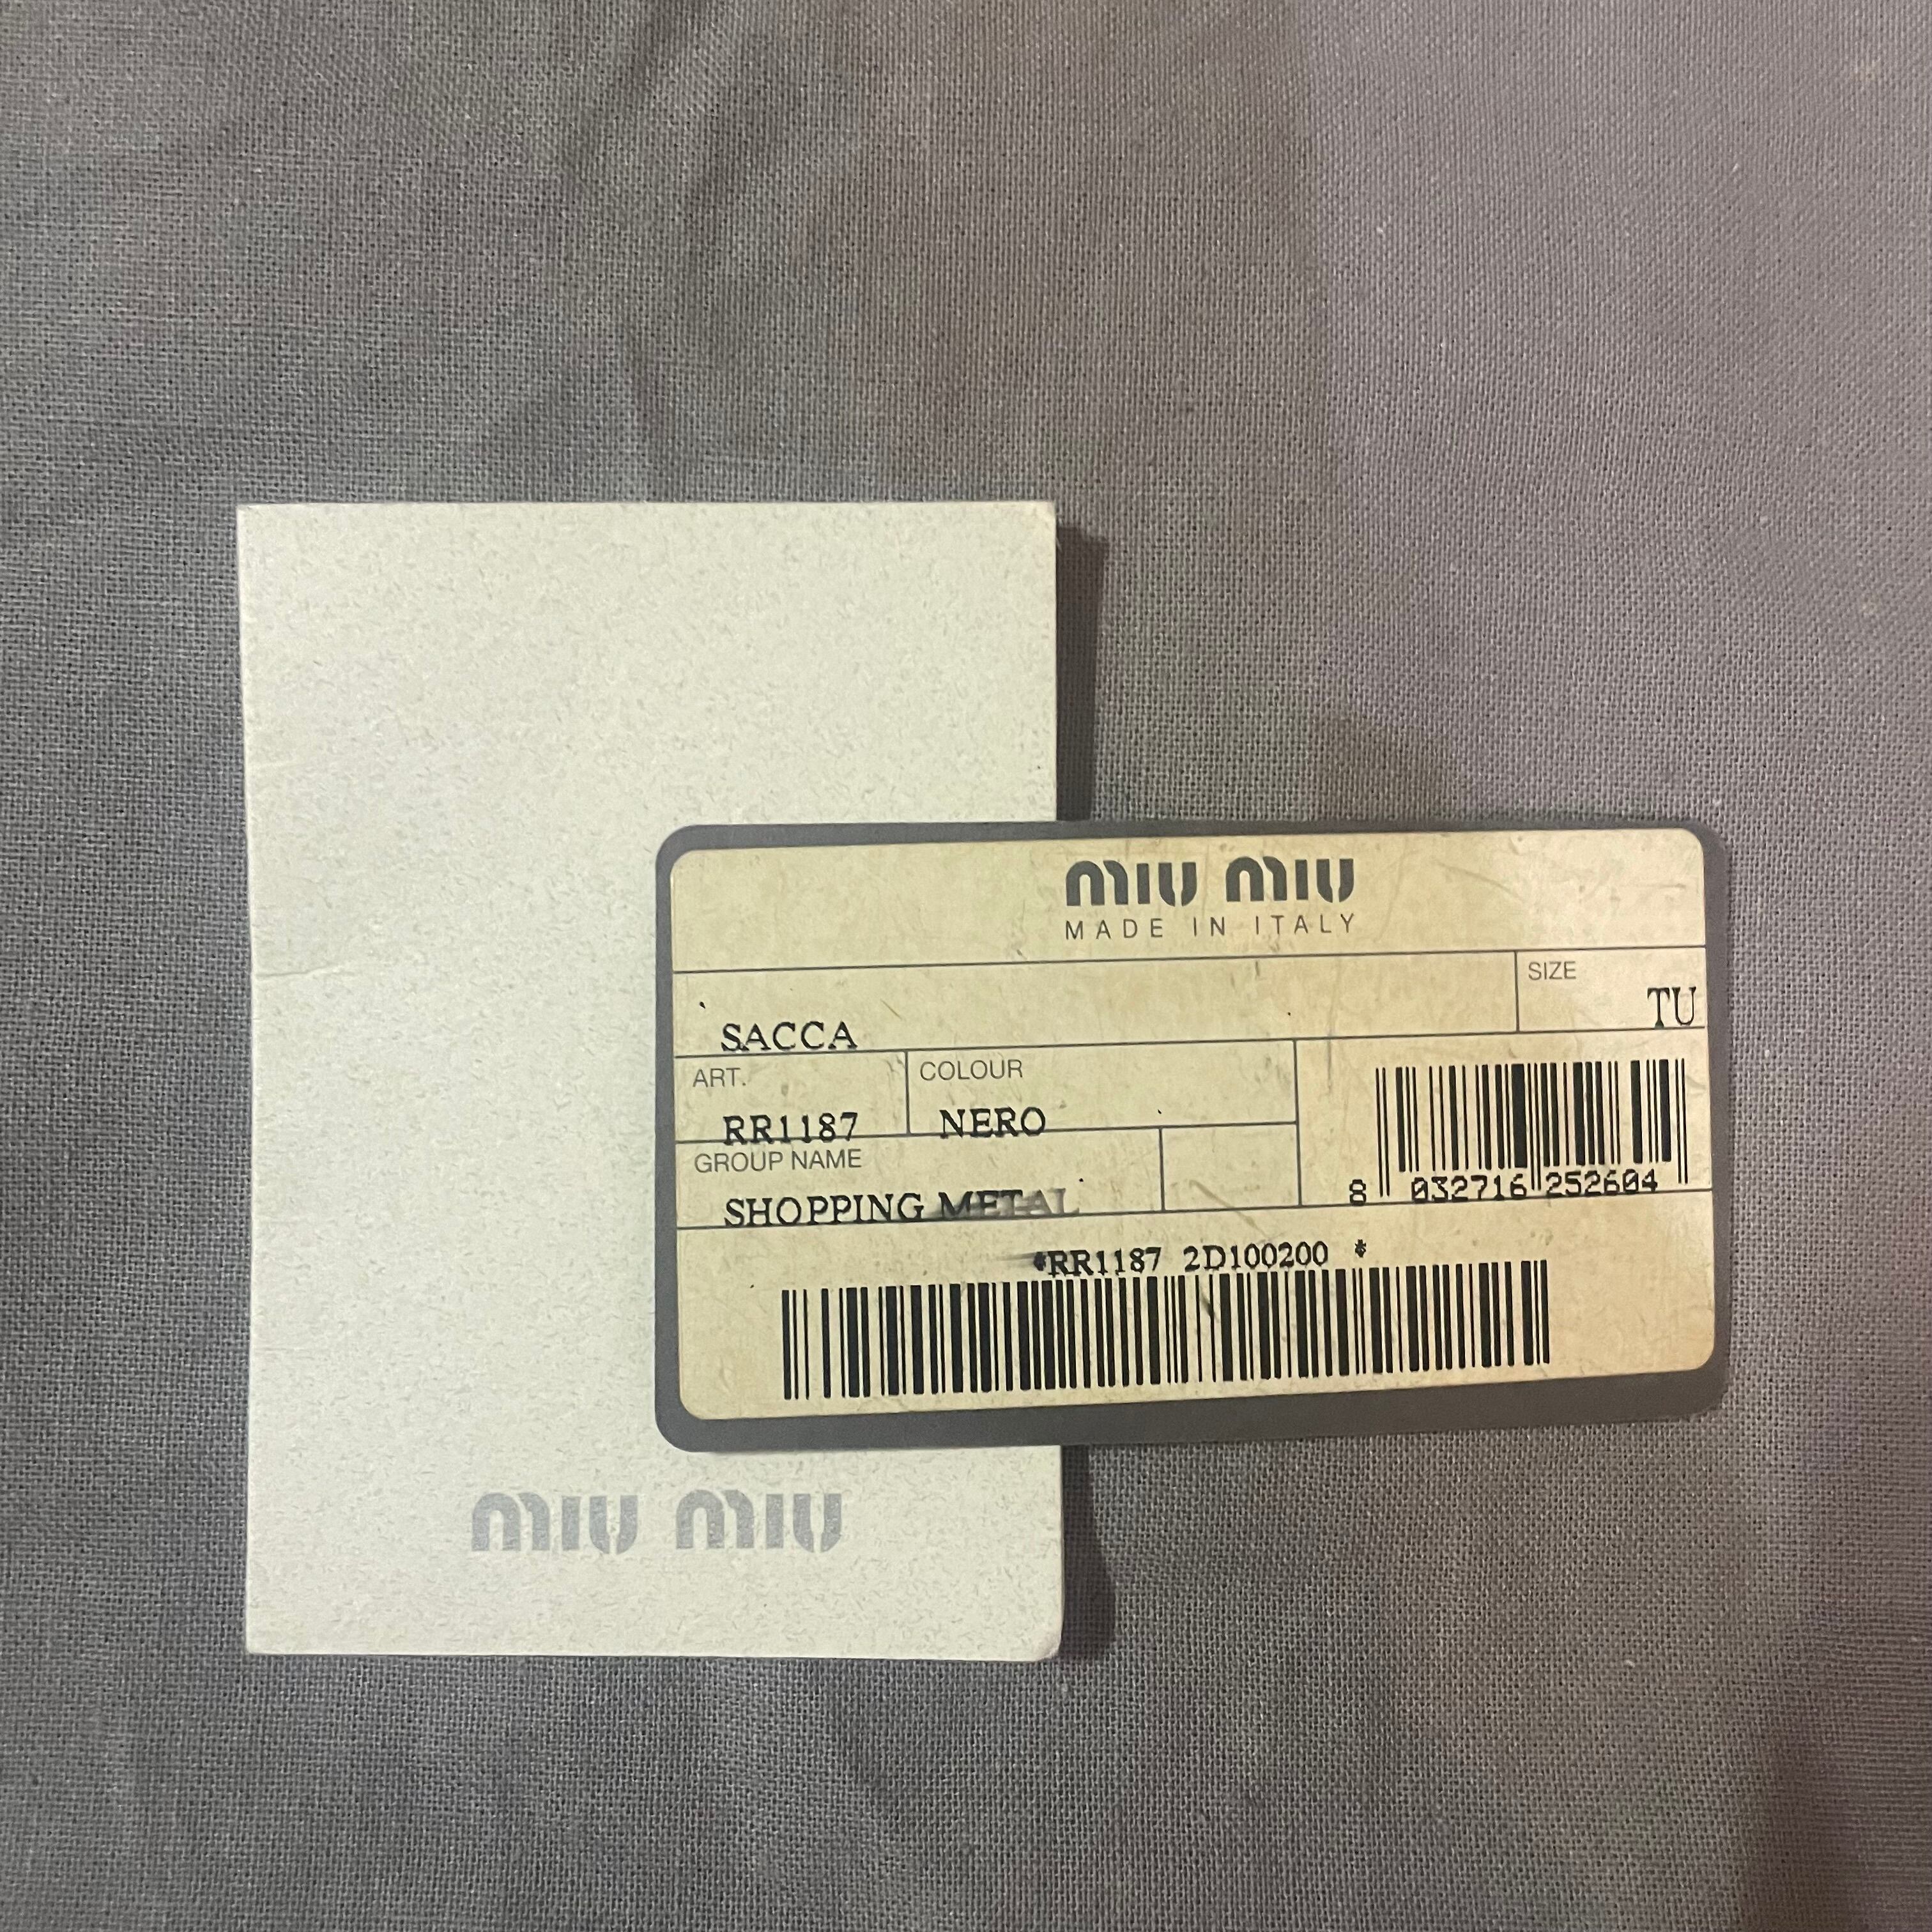 MIU MIU
MADE IN ITALY
SIZE
TU
SACCA
ART.
RR1187
COLOUR
NERO
GROUP NAME
SHOPPING METAL
8 032716 252604
*RR1187 2D100200 *
MIU MIU